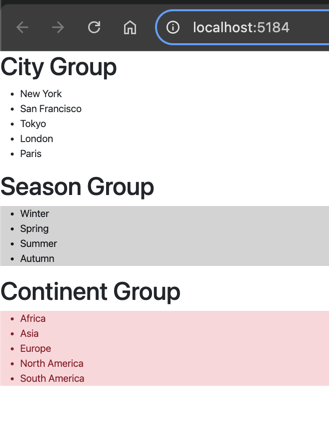 localhost:5184
City Group
New York
San Francisco
Tokyo
London
Paris
Season Group
Winter
Spring
Summer
Autumn
Continent Group
Africa
Asia
Europe
North America
South America